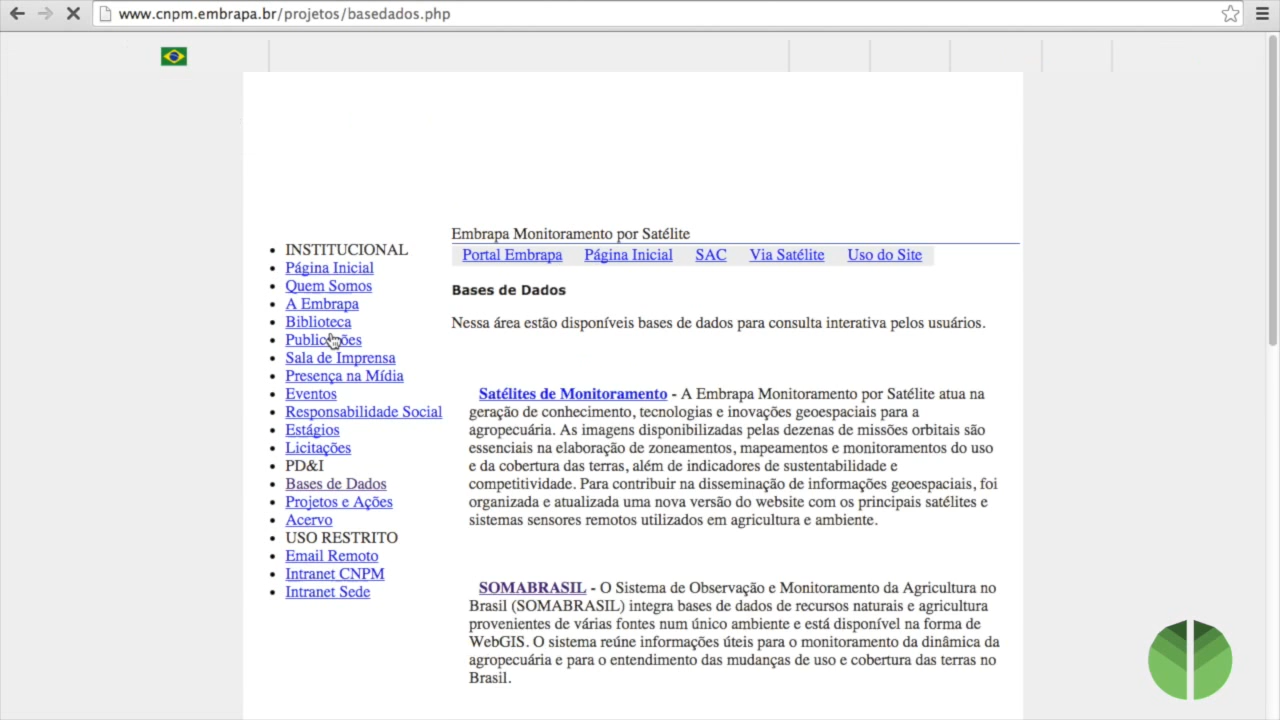 www.cnpm.embrapa.br/projetos/basedados.php
INSTITUCIONAL
Página Inicial
Quem Somos
A Embrapa
Biblioteca
Publicações
Sala de Imprensa
Presença na Mídia
Eventos
Responsabilidade Social
Estágios
Licitações
PD&I
Bases de Dados
Projetos e Ações
Acervo
USO RESTRITO
Email Remoto
Intranet CNPM
Intranet Sede
Embrapa Monitoramento por Satélite
Portal Embrapa Página Inicial SAC Via Satélite Uso do Site
Bases de Dados
Nessa área estão disponíveis bases de dados para consulta interativa pelos usuários.
Satélites de Monitoramento - A Embrapa Monitoramento por Satélite atua na
geração de conhecimento, tecnologias e inovações geoespaciais para a
agropecuária. As imagens disponibilizadas pelas dezenas de missões orbitais são
essenciais na elaboração de zoneamentos, mapeamentos e monitoramentos do uso
e da cobertura das terras, além de indicadores de sustentabilidade e
competitividade. Para contribuir na disseminação de informações geoespaciais, foi
organizada e atualizada uma nova versão do website com os principais satélites e
sistemas sensores remotos utilizados em agricultura e ambiente.
SOMABRASIL - O Sistema de Observação e Monitoramento da Agricultura no
Brasil (SOMABRASIL) integra bases de dados de recursos naturais e agricultura
provenientes de várias fontes num único ambiente e está disponível na forma de
WebGIS. O sistema reúne informações úteis para o monitoramento da dinâmica da
agropecuária e para o entendimento das mudanças de uso e cobertura das terras no
Brasil.